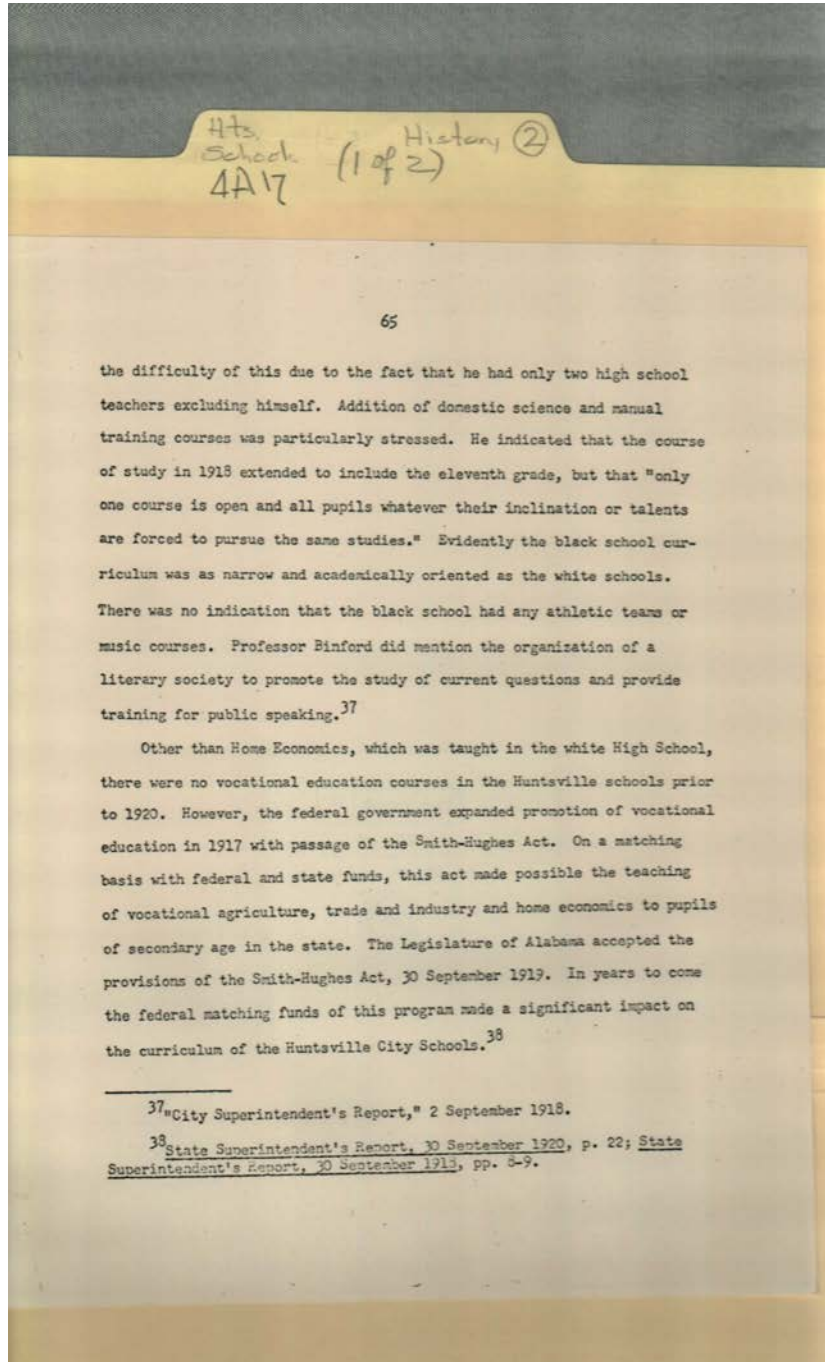 Hts.
School.
4A17
History ②
(1 of 2)
65
the difficulty of this due to the fact that he had only two high school
teachers excluding himself. Addition of domestic science and manual
training courses was particularly stressed. He indicated that the course
of study in 1918 extended to include the eleventh grade, but that "only
one course is open and all pupils whatever their inclination or talents
are forced to pursue the same studies." Evidently the black school cur-
riculum was as narrow and academically oriented as the white schools.
There was no indication that the black school had any athletic teams or
music courses. Professor Binford did mention the organization of a
literary society to promote the study of current questions and provide
training for public speaking.37
Other than Home Economics, which was taught in the white High School,
there were no vocational education courses in the Huntsville schools prior
to 1920. However, the federal government expanded promotion of vocational
education in 1917 with passage of the Smith-Hughes Act. On a matching
basis with federal and state funds, this act made possible the teaching
of vocational agriculture, trade and industry and home economics to pupils
of secondary age in the state. The Legislature of Alabama accepted the
provisions of the Smith-Hughes Act, 30 September 1919. In years to come
the federal matching funds of this program made a significant impact on
the curriculum of the Huntsville City Schools.38
37"City Superintendent's Report," 2 September 1918.
38State Superintendent's Report, 30 September 1920, p. 22; State
Superintendent's Report, 30 September 1918, pp. 8-9.